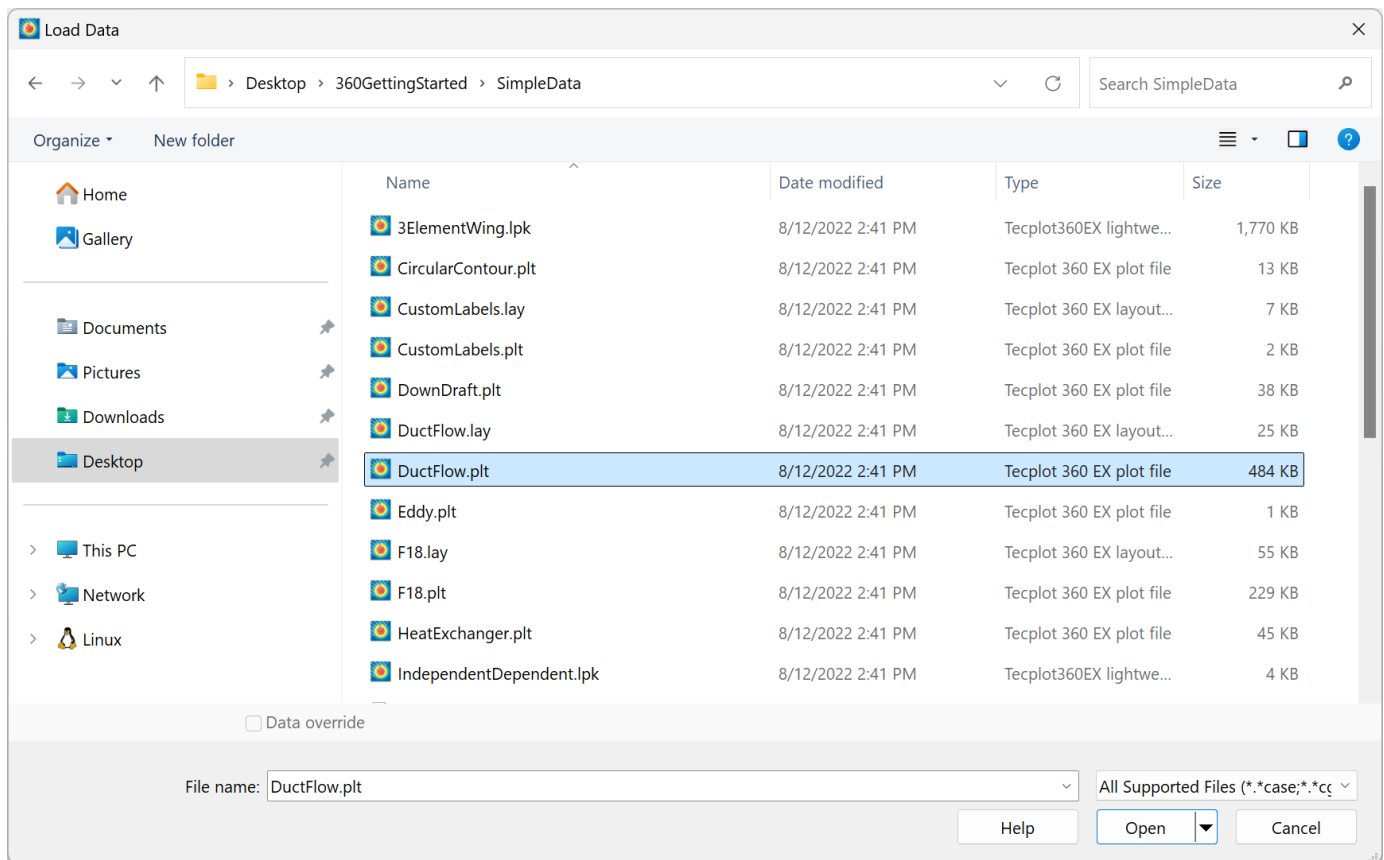 Load Data
Desktop > 360GettingStarted > SimpleData
Search SimpleData
Organize
New folder
?
Name Date modified Type Size
Home
Gallery
Documents
Pictures
Downloads
Desktop
This PC
Network
Linux
3ElementWing.lpk 8/12/2022 2:41 PM Tecplot360EX lightwe... 1,770 KB
CircularContour.plt 8/12/2022 2:41 PM Tecplot 360 EX plot file 13 KB
CustomLabels.lay 8/12/2022 2:41 PM Tecplot 360 EX layout... 7 KB
CustomLabels.plt 8/12/2022 2:41 PM Tecplot 360 EX plot file 2 KB
DownDraft.plt 8/12/2022 2:41 PM Tecplot 360 EX plot file 38 KB
DuctFlow.lay 8/12/2022 2:41 PM Tecplot 360 EX layout... 25 KB
DuctFlow.plt 8/12/2022 2:41 PM Tecplot 360 EX plot file 484 KB
Eddy.plt 8/12/2022 2:41 PM Tecplot 360 EX plot file 1 KB
F18.lay 8/12/2022 2:41 PM Tecplot 360 EX layout... 55 KB
F18.plt 8/12/2022 2:41 PM Tecplot 360 EX plot file 229 KB
HeatExchanger.plt 8/12/2022 2:41 PM Tecplot 360 EX plot file 45 KB
IndependentDependent.lpk 8/12/2022 2:41 PM Tecplot360EX lightwe... 4 KB
Data override
File name: DuctFlow.plt
All Supported Files (*.*case;*.*cg
Help
Open
Cancel